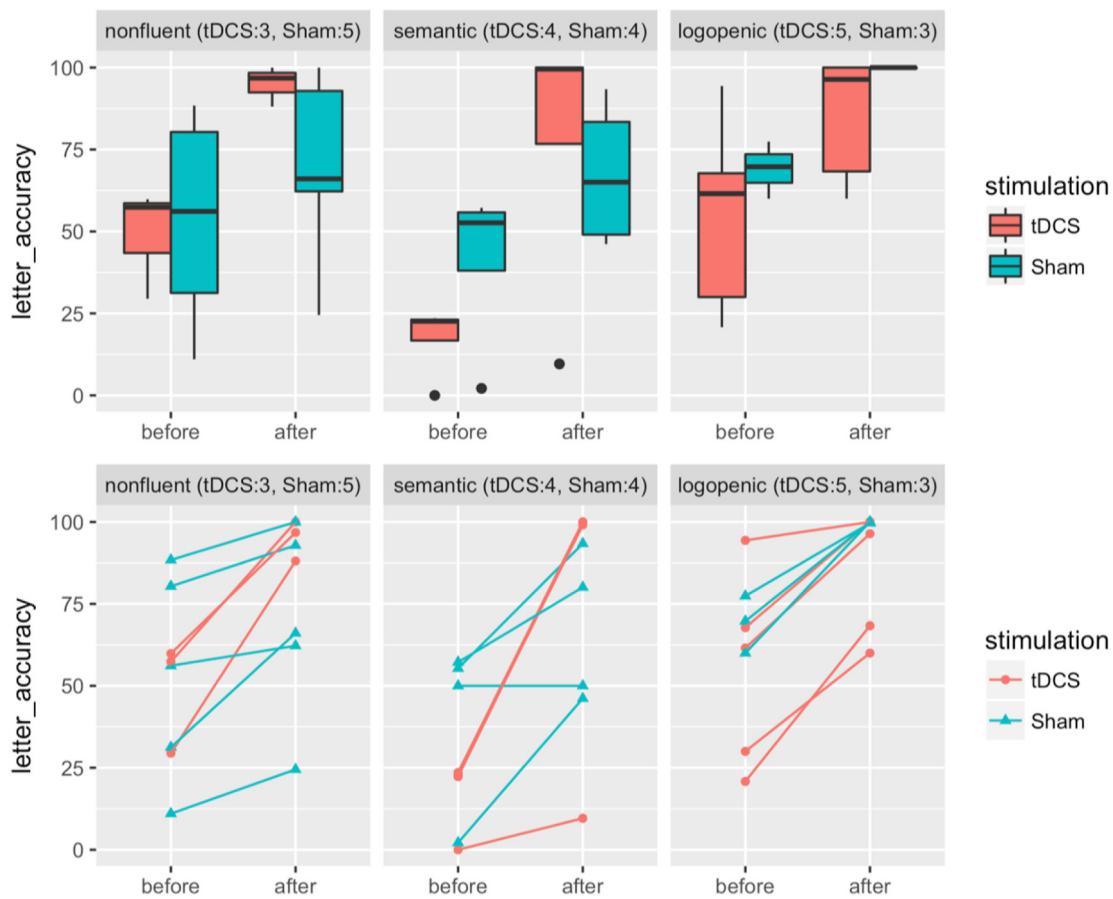 nonfluent (tDCS:3, Sham:5) semantic (tDCS:4, Sham:4) logopenic (tDCS:5, Sham:3)
100
75
50
25
0
letter_accuracy
before after before after before after
stimulation
tDCS
Sham
nonfluent (tDCS:3, Sham:5) semantic (tDCS:4, Sham:4) logopenic (tDCS:5, Sham:3)
100
75
50
25
0
letter_accuracy
before after before after before after
stimulation
tDCS
Sham